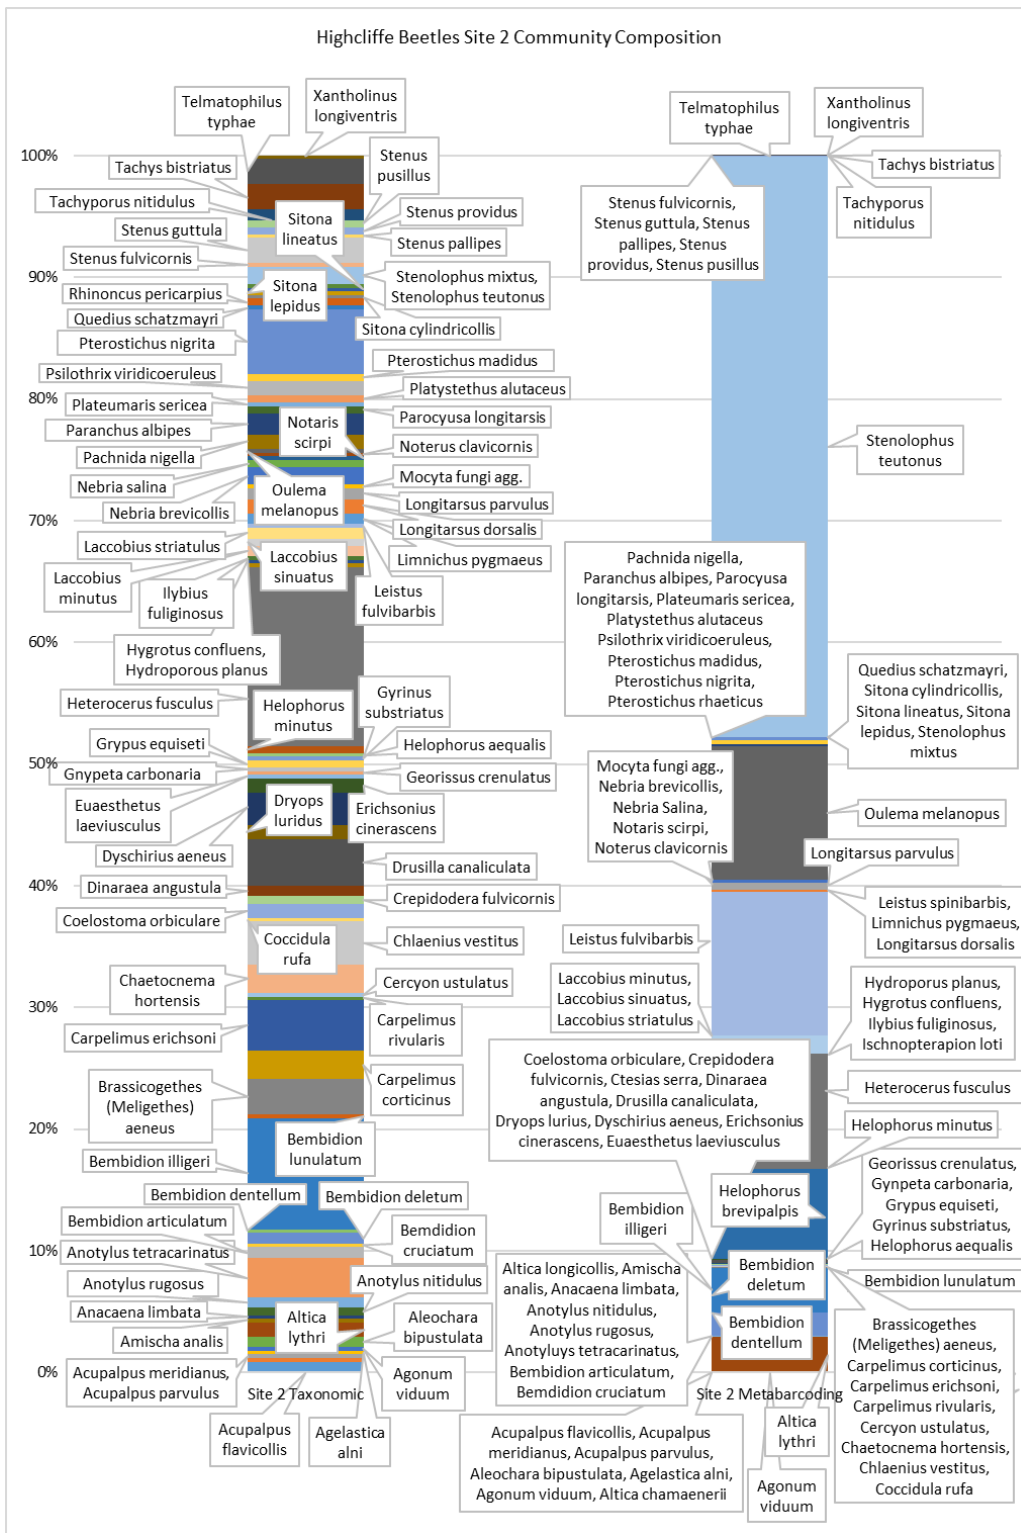 Highcliffe Beetles Site 2 Community Composition
Telmatophilus
typhae
Xantholinus
longiventris
100%
Tachys bistriatus
Stenus
pusillus
Tachyporus nitidulus
Sitona
lineatus
Stenus providus
Stenus guttula
Stenus pallipes
Stenus fulvicornis
90%
Sitona
lepidus
Stenolophus mixtus,
Stenolophus teutonus
Rhinoncus pericarpius
Quedius schatzmayri
Sitona cylindricollis
Pterostichus nigrita
Pterostichus madidus
Psilothrix viridicoeruleus
Platystethus alutaceus
80%
Plateumaris sericea
Parocyusa longitarsis
Paranchus albipes
Notaris
scirpi
Noterus clavicornis
Pachnida nigella
Mocyta fungi agg.
Nebria salina
Oulema
melanopus
Nebria brevicollis
Longitarsus parvulus
70%
Longitarsus dorsalis
Laccobius striatulus
Limnichus pygmaeus
Laccobius
sinuatus
Laccobius
minutus
Ilybius
fuliginosus
Leistus
fulvibarbis
60%
Hygrotus confluens,
Hydroporous planus
Heterocerus fusculus
Helophorus
minutus
Gyrinus
substriatus
Grypus equiseti
Helophorus aequalis
50%
Gnypeta carbonaria
Georissus crenulatus
Euaesthetus
laeviusculus
Dryops
luridus
Erichsonius
cinerascens
Dyschirius aeneus
Drusilla canaliculata
40%
Dinaraea angustula
Crepidodera fulvicornis
Coelostoma orbiculare
Coccidula
rufa
Chlaenius vestitus
Chaetocnema
hortensis
Cercyon ustulatus
30%
Carpelimus erichsoni
Carpelimus
rivularis
Carpelimus
corticinus
Brassicogethes
(Meligethes)
aeneus
20%
Bembidion
lunulatum
Bembidion illigeri
Bembidion dentellum
Bembidion deletum
Bembidion articulatum
Bemdidion
cruciatum
10%
Anotylus tetracarinatus
Anotylus rugosus
Anotylus nitidulus
Anacaena limbata
Altica
lythri
Aleochara
bipustulata
Amischa analis
0%
Acupalpus meridianus,
Acupalpus parvulus
Agonum
viduum
Site 2 Taxonomic
Acupalpus
flavicollis
Agelastica
alni
Telmatophilus
typhae
Xantholinus
longiventris
Tachys bistriatus
Stenus fulvicornis,
Stenus guttula, Stenus
pallipes, Stenus
providus, Stenus pusillus
Tachyporus
nitidulus
Stenolophus
teutonus
Pachnida nigella,
Paranchus albipes, Parocyusa
longitarsis, Plateumaris sericea,
Platystethus alutaceus
Psilothrix viridicoeruleus,
Pterostichus madidus,
Pterostichus nigrita,
Pterostichus rhaeticus
Quedius schatzmayri,
Sitona cylindricollis,
Sitona lineatus, Sitona
lepidus, Stenolophus
mixtus
Mocyta fungi agg.,
Nebria brevicollis,
Nebria Salina,
Notaris scirpi,
Noterus clavicornis
Oulema melanopus
Longitarsus parvulus
Leistus spinibarbis,
Limnichus pygmaeus,
Longitarsus dorsalis
Leistus fulvibarbis
Laccobius minutus,
Laccobius sinuatus,
Laccobius striatulus
Hydroporus planus,
Hygrotus confluens,
Ilybius fuliginosus,
Ischnopterapion loti
Coelostoma orbiculare, Crepidodera
fulvicornis, Ctesias serra, Dinaraea
angustula, Drusilla canaliculata,
Dryops lurius, Dyschirius aeneus, Erichsonius
cinerascens, Euaesthetus laeviusculus
Heterocerus fusculus
Helophorus minutus
Helophorus
brevipalpis
Georissus crenulatus,
Gynpeta carbonaria,
Grypus equiseti,
Gyrinus substriatus,
Helophorus aequalis
Bembidion
illigeri
Bembidion
deletum
Bembidion lunulatum
Altica longicollis, Amischa
analis, Anacaena limbata,
Anotylus nitidulus,
Anotylus rugosus,
Anotyluys tetracarinatus,
Bembidion articulatum,
Bemdidion cruciatum
Bembidion
dentellum
Brassicogethes
(Meligethes) aeneus,
Carpelimus corticinus,
Carpelimus erichsoni,
Carpelimus rivularis,
Cercyon ustulatus,
Chaetocnema hortensis,
Chlaenius vestitus,
Coccidula rufa
Site 2 Metabarcoding
Acupalpus flavicollis, Acupalpus
meridianus, Acupalpus parvulus,
Aleochara bipustulata, Agelastica alni,
Agonum viduum, Altica chamaenerii
Altica
lythri
Agonum
viduum